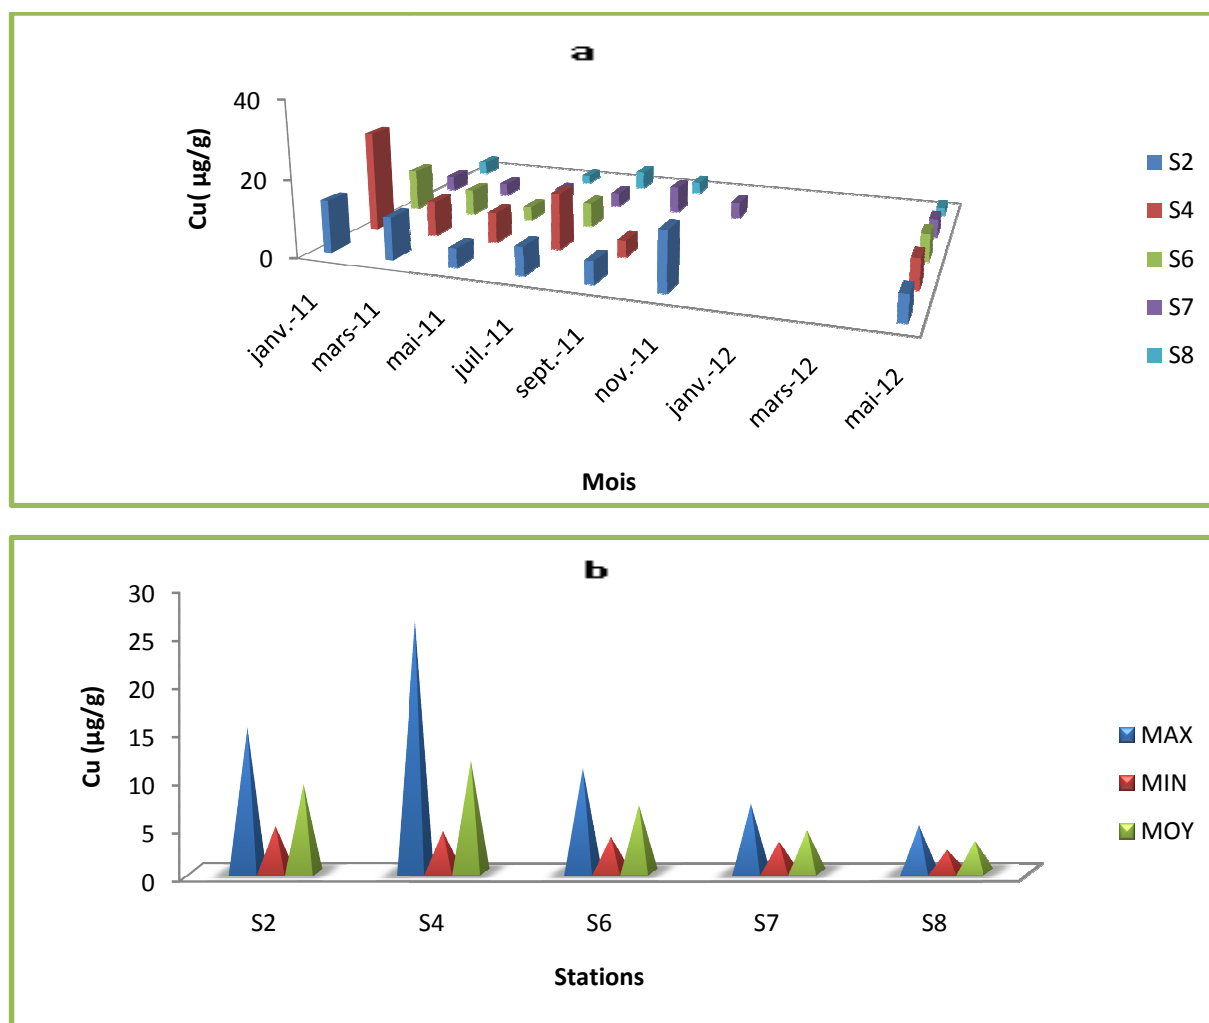 a
Cu( µg/g)
40
20
0
janv.-11
mars-11
mai-11
juil.-11
sept.-11
nov.-11
janv.-12
mars-12
mai-12
Mois
S2
S4
S6
S7
S8
b
Cu (µg/g)
30
25
20
15
10
5
0
S2
S4
S6
S7
S8
Stations
MAX
MIN
MOY